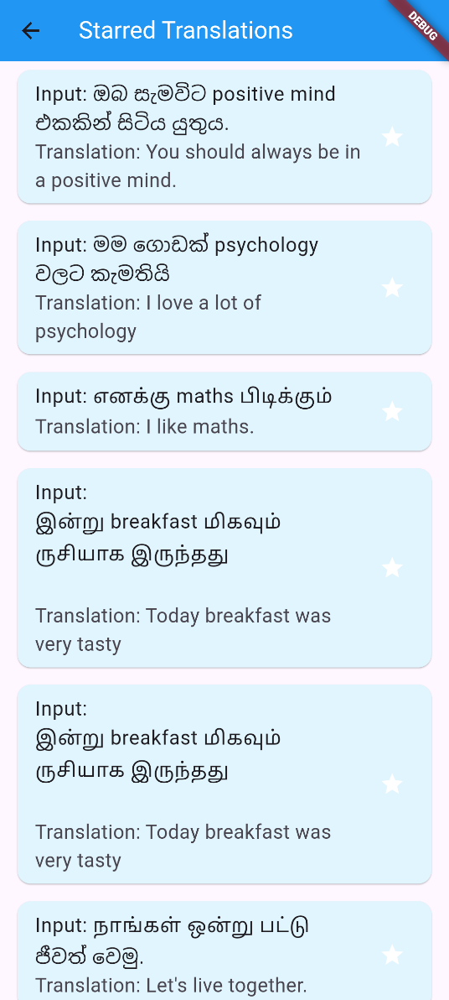 Starred Translations
DEBUG
Input: ඔබ සැමවිට positive mind
එකකින් සිටිය යුතුය.
Translation: You should always be in
a positive mind.
Input: මම ගොඩක් psychology
වලට කැමතියි
Translation: I love a lot of
psychology
Input: எனக்கு maths பிடிக்கும்
Translation: I like maths.
Input:
இன்று breakfast மிகவும்
ருசியாக இருந்தது
Translation: Today breakfast was
very tasty
Input:
இன்று breakfast மிகவும்
ருசியாக இருந்தது
Translation: Today breakfast was
very tasty
Input: நாங்கள் ஒன்று பட்டு
ජීවත් වෙමු.
Translation: Let's live together.